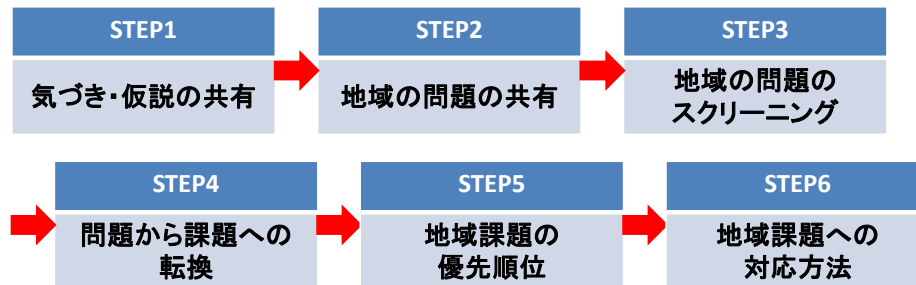 STEP1
気づき・仮説の共有
STEP2
地域の問題の共有
STEP3
地域の問題の
スクリーニング
STEP4
問題から課題への
転換
STEP5
地域課題の
優先順位
STEP6
地域課題への
対応方法